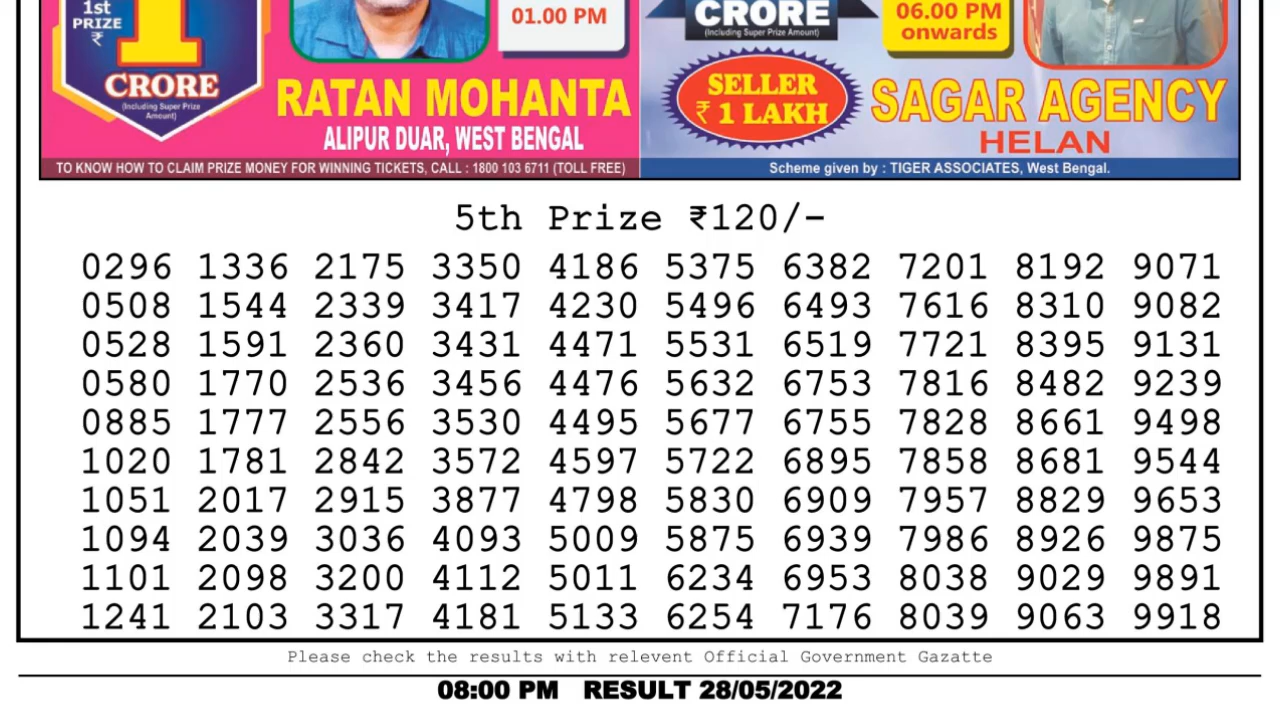 1st
PRIZE
₹
1
CRORE
(Including Super Prize
Amount)
01.00 PM
RATAN MOHANTA
ALIPUR DUAR, WEST BENGAL
TO KNOW HOW TO CLAIM PRIZE MONEY FOR WINNING TICKETS, CALL : 1800 103 6711 (TOLL FREE)
CRORE
(Including Super Prize Amount)
06.00 PM
onwards
SELLER
₹ 1 LAKH
SAGAR AGENCY
HELAN
Scheme given by : TIGER ASSOCIATES, West Bengal.
5th Prize ₹120/-
0296 1336 2175 3350 4186 5375 6382 7201 8192 9071
0508 1544 2339 3417 4230 5496 6493 7616 8310 9082
0528 1591 2360 3431 4471 5531 6519 7721 8395 9131
0580 1770 2536 3456 4476 5632 6753 7816 8482 9239
0885 1777 2556 3530 4495 5677 6755 7828 8661 9498
1020 1781 2842 3572 4597 5722 6895 7858 8681 9544
1051 2017 2915 3877 4798 5830 6909 7957 8829 9653
1094 2039 3036 4093 5009 5875 6939 7986 8926 9875
1101 2098 3200 4112 5011 6234 6953 8038 9029 9891
1241 2103 3317 4181 5133 6254 7176 8039 9063 9918
Please check the results with relevent Official Government Gazatte
08:00 PM RESULT 28/05/2022